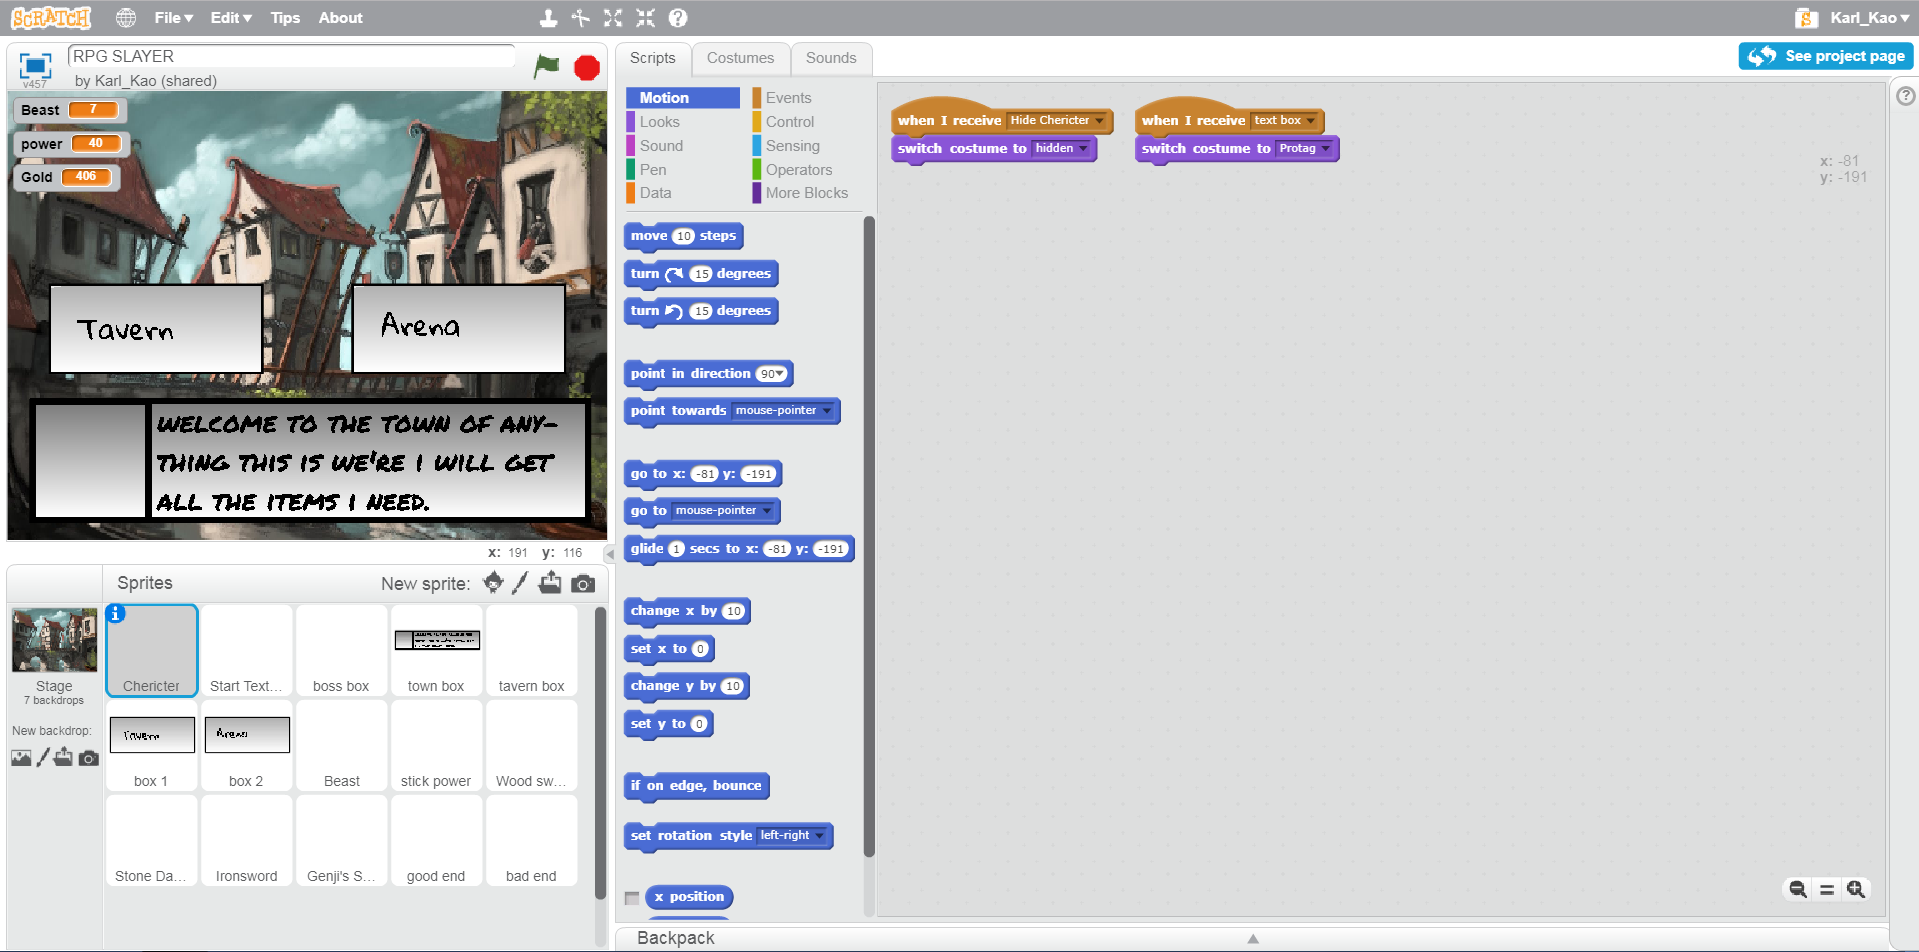 SCRATCH File▼ Edit▼ Tips About Karl_Kao▼
RPG SLAYER
by Karl_Kao (shared)
v457
Beast 7
power 40
Gold 406
Tavern
Arena
WELCOME TO THE TOWN OF ANY-
THING THIS IS WE'RE I WILL GET
ALL THE ITEMS I NEED.
x: 191 y: 116
Sprites
New sprite:
Stage
7 backdrops
New backdrop:
Chericter
Start Text...
boss box
town box
tavern box
Tavern
Arena
box 1
box 2
Beast
stick power
Wood sw...
Stone Da...
Ironsword
Genji's S...
good end
bad end
Scripts
Costumes
Sounds
See project page
Motion
Events
Looks
Control
Sound
Sensing
Pen
Operators
Data
More Blocks
move 10 steps
turn 15 degrees
turn 15 degrees
point in direction 90▼
point towards mouse-pointer
go to x: -81 y: -191
go to mouse-pointer
glide 1 secs to x: -81 y: -191
change x by 10
set x to 0
change y by 10
set y to 0
if on edge, bounce
set rotation style left-right
x position
when I receive Hide Chericter
switch costume to hidden
when I receive text box
switch costume to Protag
x: -81
y: -191
Backpack